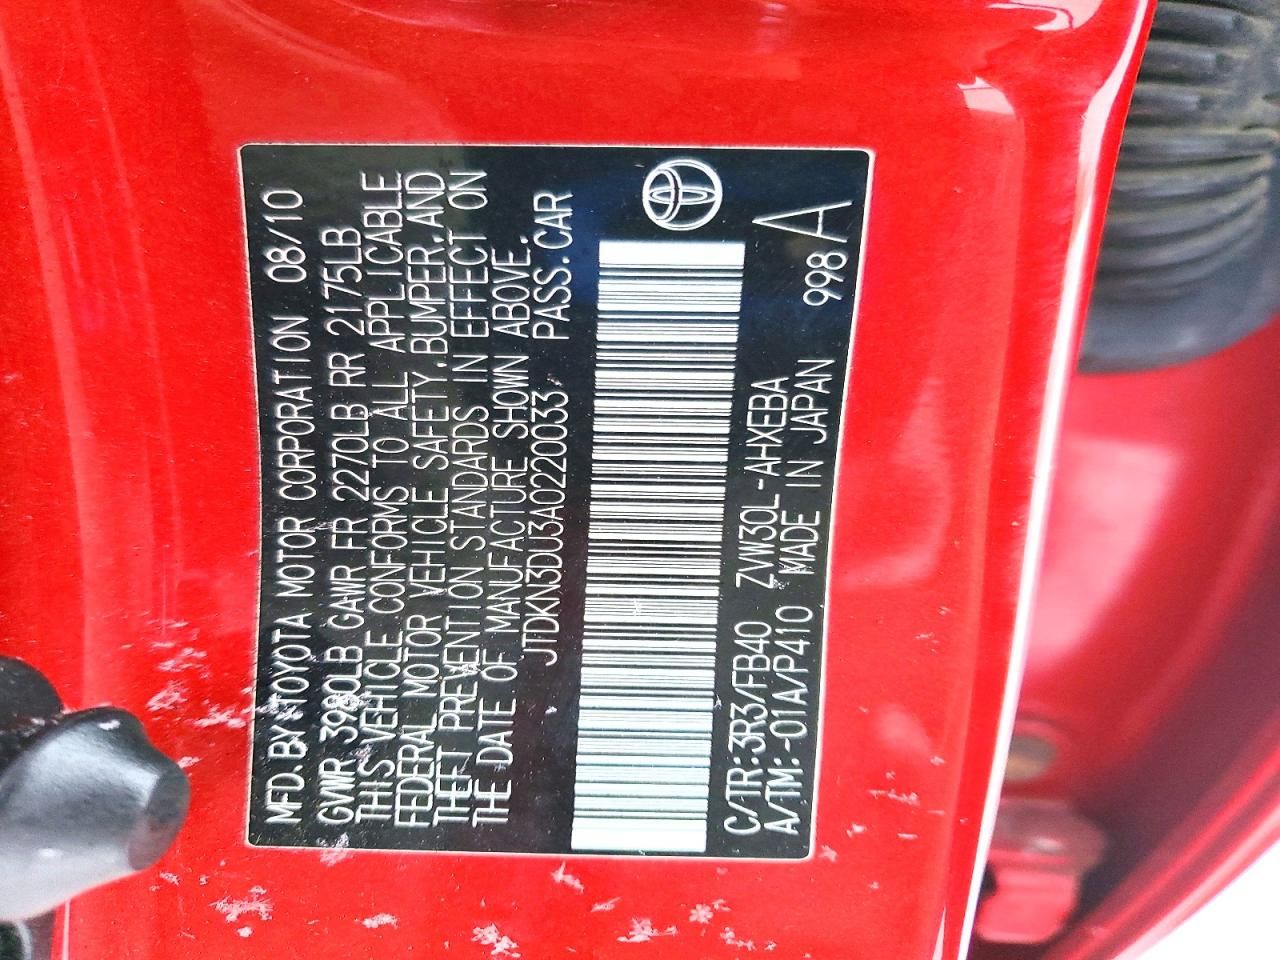 MFD.BY:TOYOTA MOTOR CORPORATION 08/10
GVWR 3980LB GAWR FR 2270LB RR 2175LB
THIS VEHICLE CONFORMS TO ALL APPLICABLE
FEDERAL MOTOR VEHICLE SAFETY,BUMPER,AND
THEFT PREVENTION STANDARDS IN EFFECT ON
THE DATE OF MANUFACTURE SHOWN ABOVE.
JTDKN3DU3A0220033 PASS.CAR
C/TR:3R3/FB40 ZVW30L-AHXEBA
A/TM:-01A/P410 MADE IN JAPAN 998 A